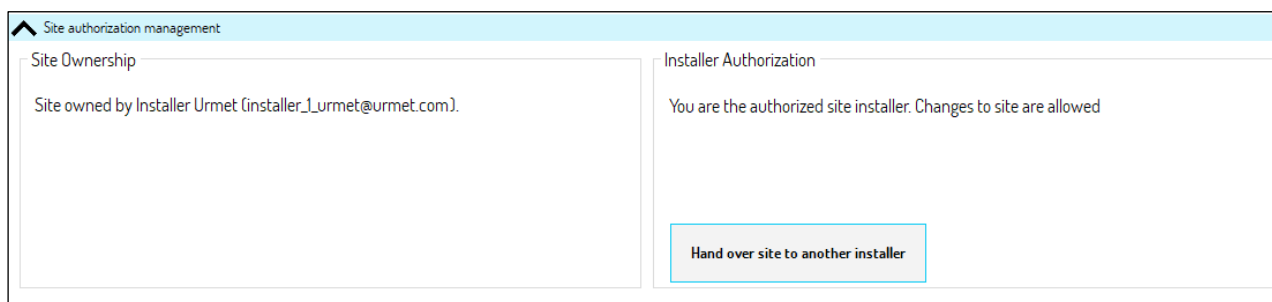 Site authorization management
Site Ownership
Site owned by Installer Urmet (installer_1_urmet@urmet.com).
Installer Authorization
You are the authorized site installer. Changes to site are allowed
Hand over site to another installer